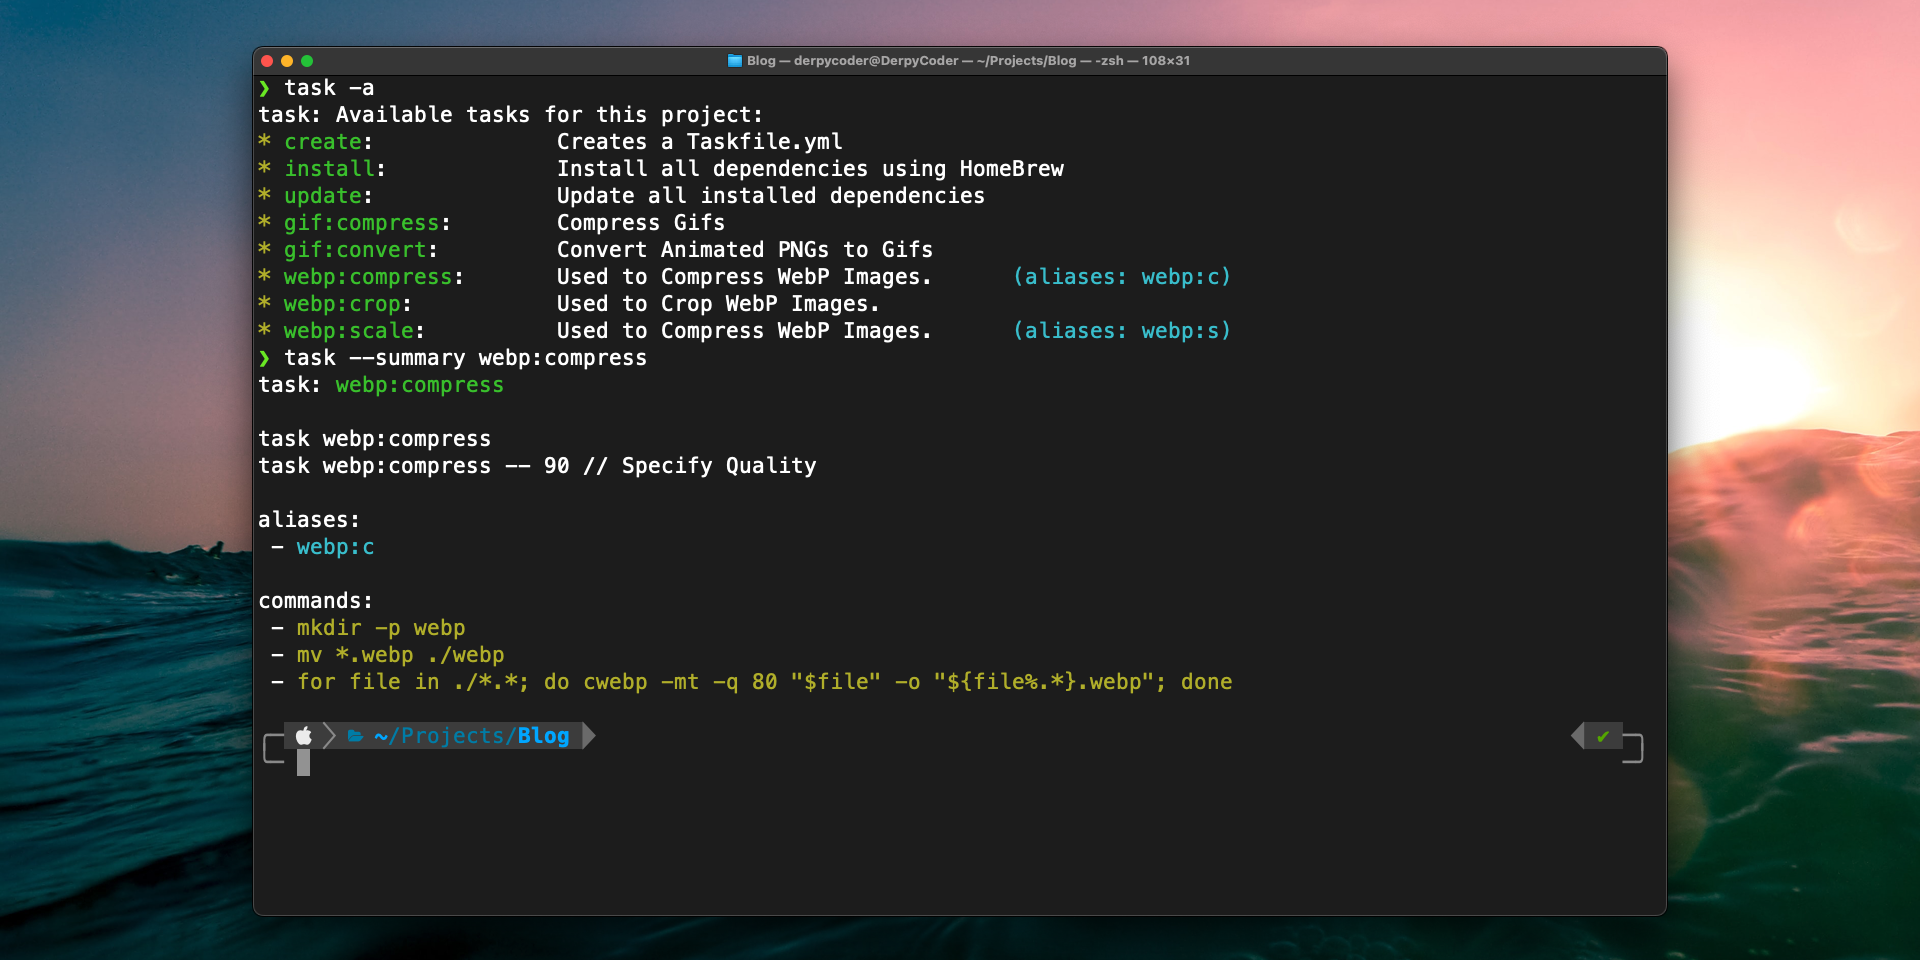 Blog — derpycoder@DerpyCoder — ~/Projects/Blog — -zsh — 108×31
❯ task -a
task: Available tasks for this project:
* create: Creates a Taskfile.yml
* install: Install all dependencies using HomeBrew
* update: Update all installed dependencies
* gif:compress: Compress Gifs
* gif:convert: Convert Animated PNGs to Gifs
* webp:compress: Used to Compress WebP Images. (aliases: webp:c)
* webp:crop: Used to Crop WebP Images.
* webp:scale: Used to Compress WebP Images. (aliases: webp:s)
❯ task --summary webp:compress
task: webp:compress
task webp:compress
task webp:compress -- 90 // Specify Quality
aliases:
- webp:c
commands:
- mkdir -p webp
- mv *.webp ./webp
- for file in ./*.*; do cwebp -mt -q 80 "$file" -o "${file%.*}.webp"; done
~/Projects/Blog ✔